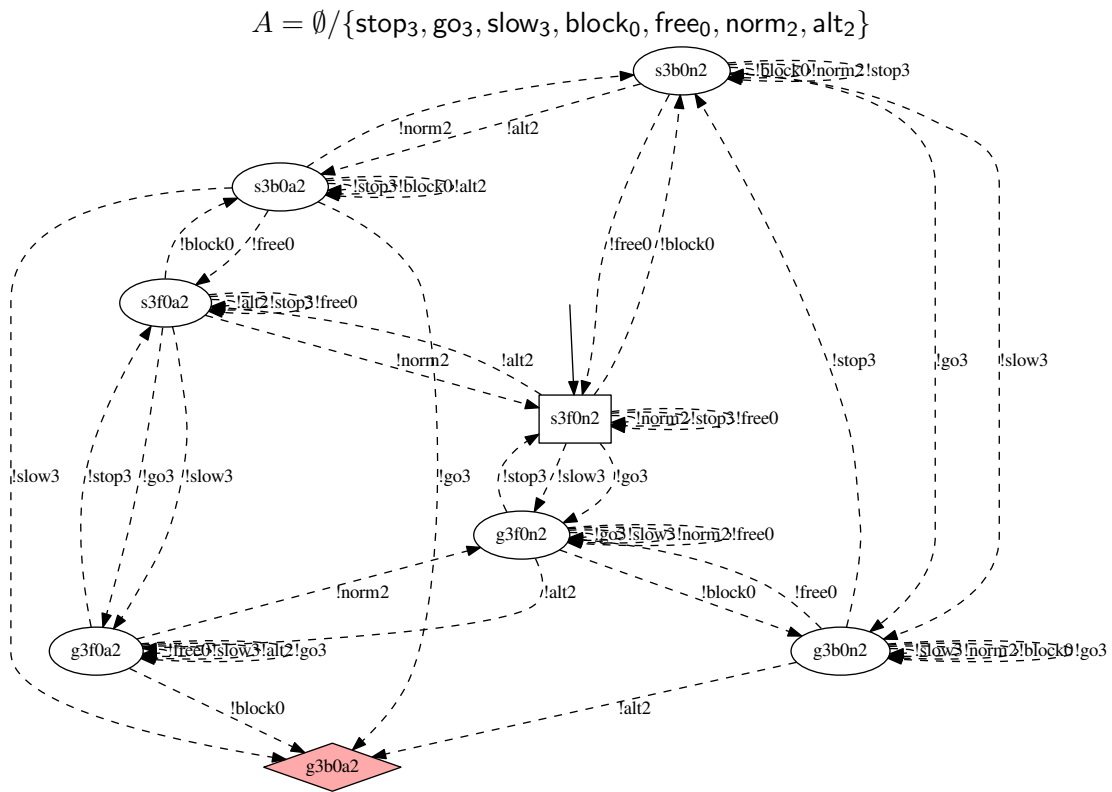 A = ∅/{stop₃, go₃, slow₃, block₀, free₀, norm₂, alt₂}
s3b0n2
!block0!norm2!stop3
!norm2
!alt2
s3b0a2
!stop3!block0!alt2
!block0
!free0
!free0
!block0
s3f0a2
!alt2!stop3!free0
!norm2
!alt2
!stop3
!go3
!slow3
s3f0n2
!norm2!stop3!free0
!slow3
!stop3
!go3
!slow3
!go3
!stop3
!slow3
!go3
g3f0n2
!go3!slow3!norm2!free0
!norm2
!alt2
!block0
!free0
g3f0a2
!free0!slow3!alt2!go3
g3b0n2
!slow3!norm2!block0!go3
!block0
!alt2
g3b0a2